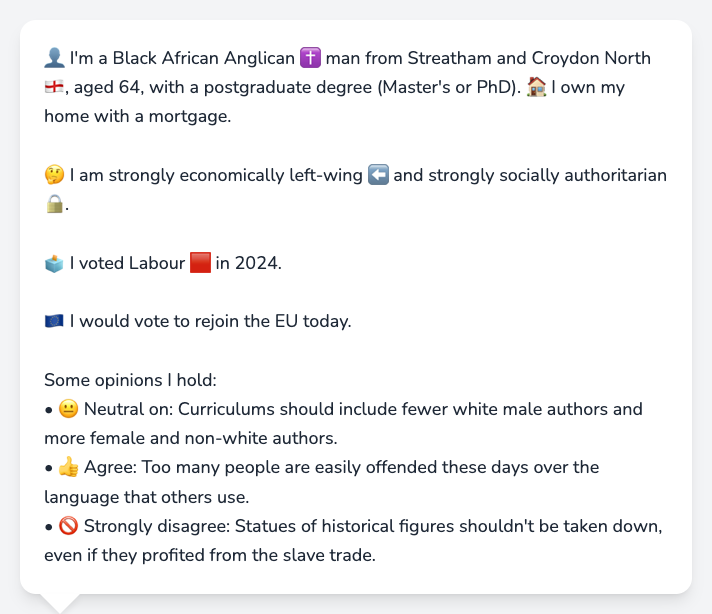 👤 I'm a Black African Anglican ✝️ man from Streatham and Croydon North
🏴󠁧󠁢󠁥󠁮󠁧󠁿, aged 64, with a postgraduate degree (Master's or PhD). 🏠 I own my
home with a mortgage.
🤔 I am strongly economically left-wing ⬅️ and strongly socially authoritarian
🔒.
🗳️ I voted Labour 🟥 in 2024.
🇪🇺 I would vote to rejoin the EU today.
Some opinions I hold:
• 😐 Neutral on: Curriculums should include fewer white male authors and
more female and non-white authors.
• 👍 Agree: Too many people are easily offended these days over the
language that others use.
• 🚫 Strongly disagree: Statues of historical figures shouldn't be taken down,
even if they profited from the slave trade.